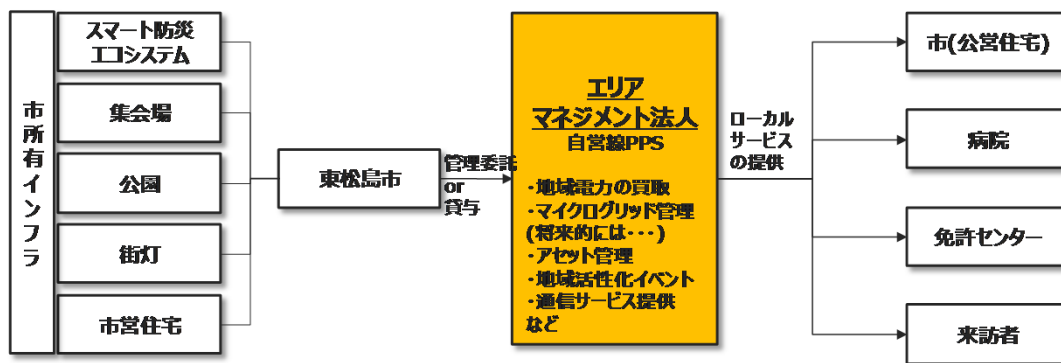 市所有インフラ
スマート防災
エコシステム
集会場
公園
街灯
市営住宅
東松島市
管理委託
or
貸与
エリア
マネジメント法人
自営線PPS
・地域電力の買取
・マイクログリッド管理
(将来的には・・・)
・アセット管理
・地域活性化イベント
・通信サービス提供
など
ローカル
サービス
の提供
市(公営住宅)
病院
免許センター
来訪者